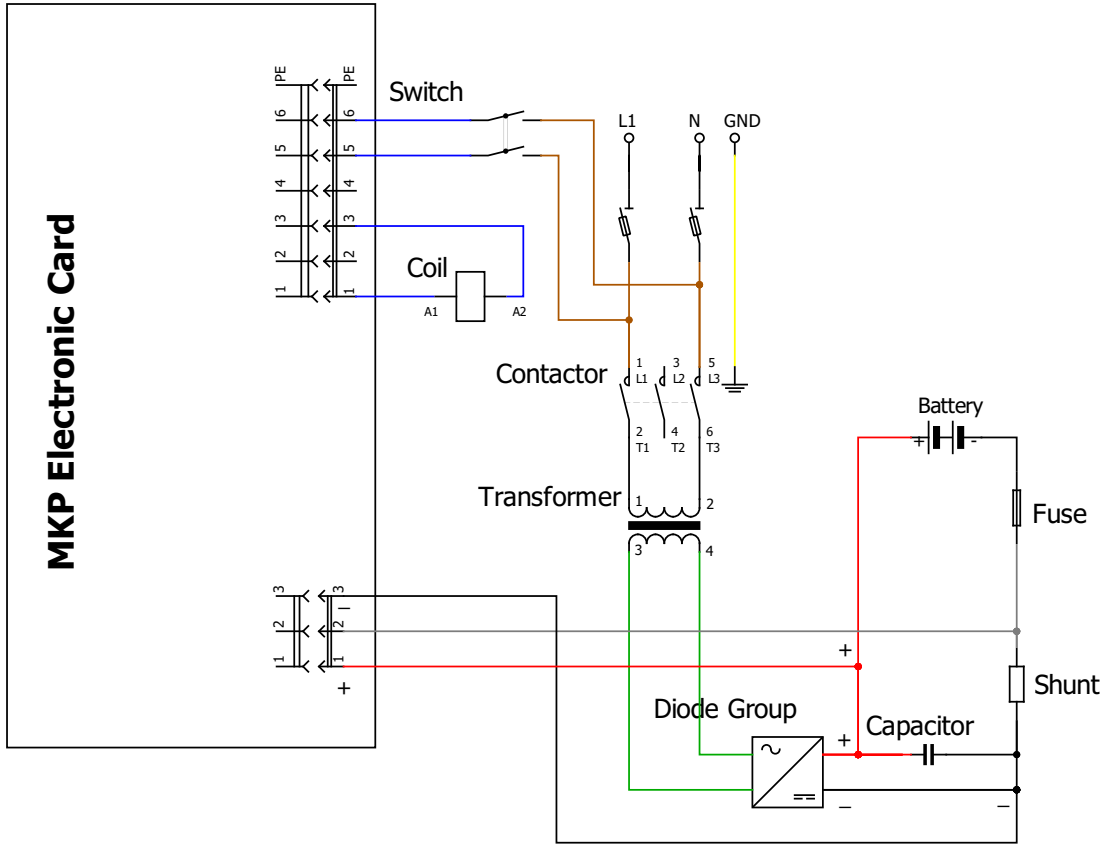 MKP Electronic Card
PE PE
6 6
5 5
4 4
3 3
2 2
1 1
Switch
Coil
A1 A2
L1 N GND
Contactor
1 L1 3 L2 5 L3
2 T1 4 T2 6 T3
Transformer
1 2
3 4
Battery
+ -
Fuse
3 3
−
2 2
1 1
+
+
Shunt
Diode Group
Capacitor
+
− −